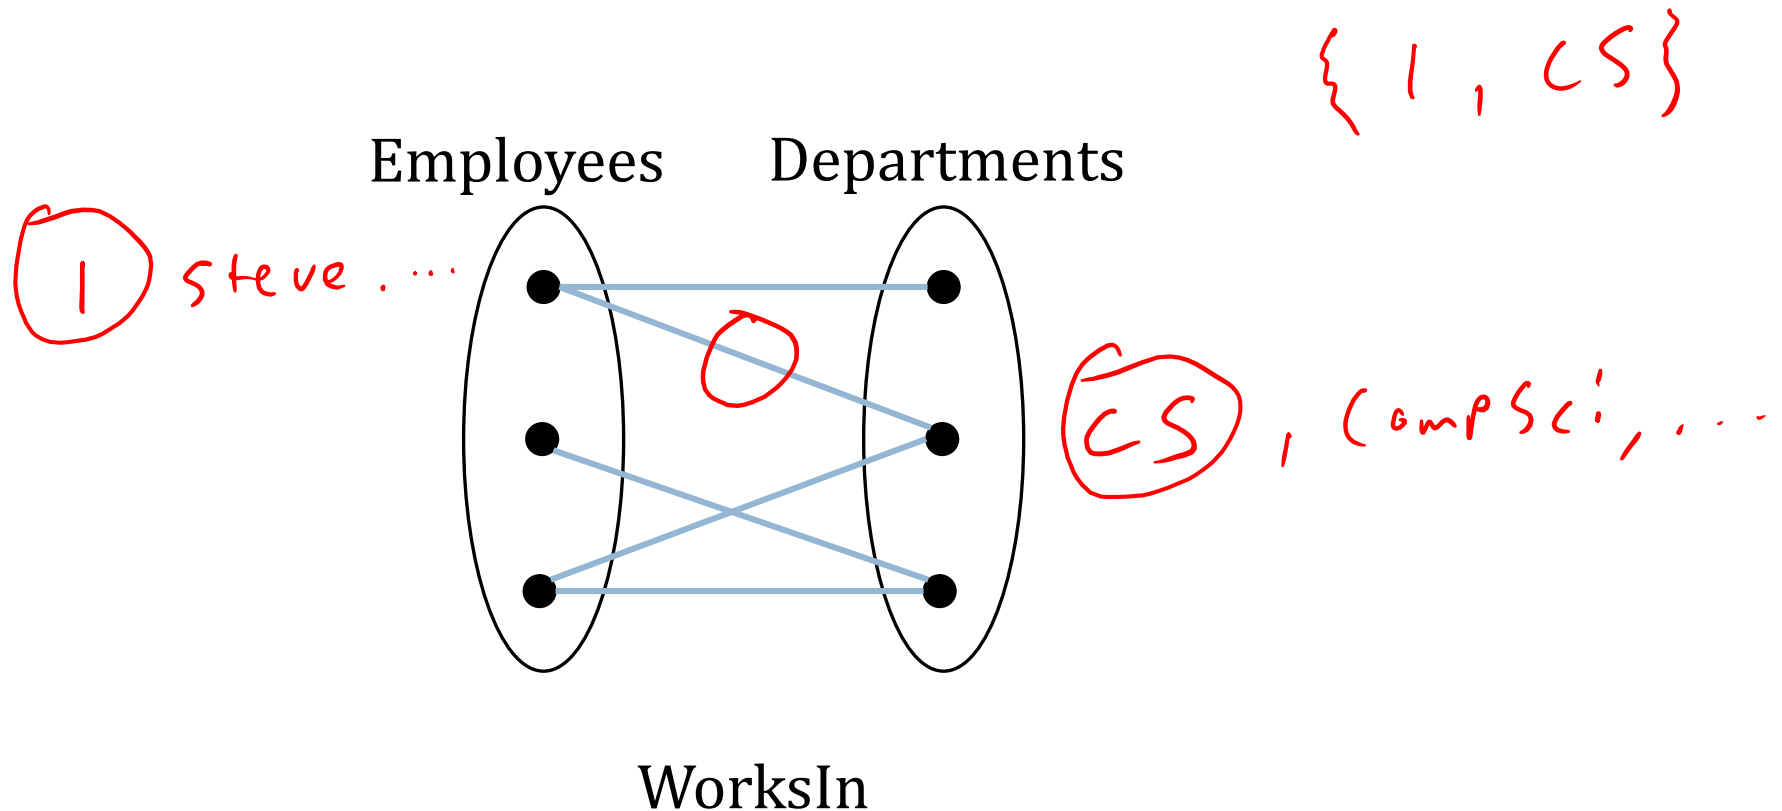 { 1 , CS }
Employees Departments
1 steve. ...
CS , CompSci, ...
WorksIn